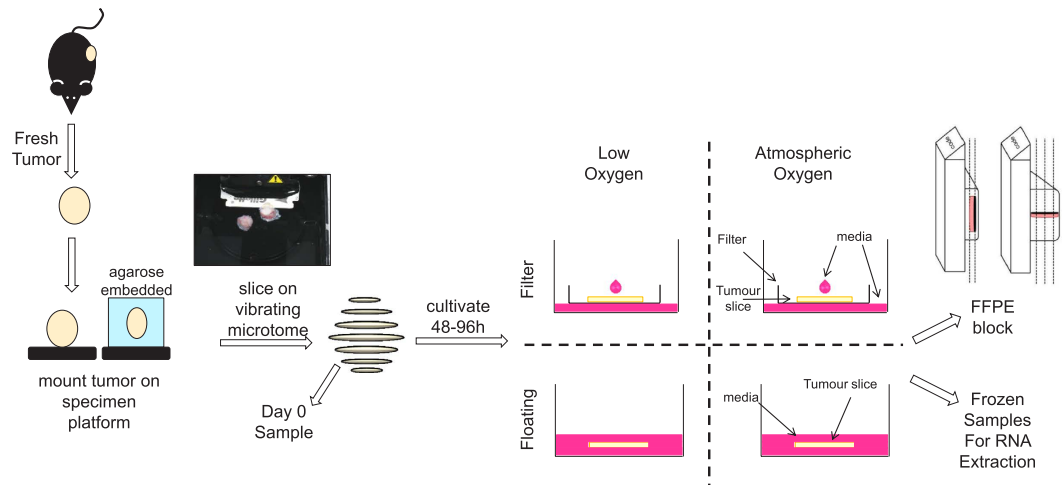 Fresh
Tumor
agarose
embedded
mount tumor on
specimen
platform
slice on
vibrating
microtome
Day 0
Sample
cultivate
48-96h
Low
Oxygen
Atmospheric
Oxygen
Filter
Filter
media
Tumour
slice
Floating
media
Tumour slice
code
code
FFPE
block
Frozen
Samples
For RNA
Extraction